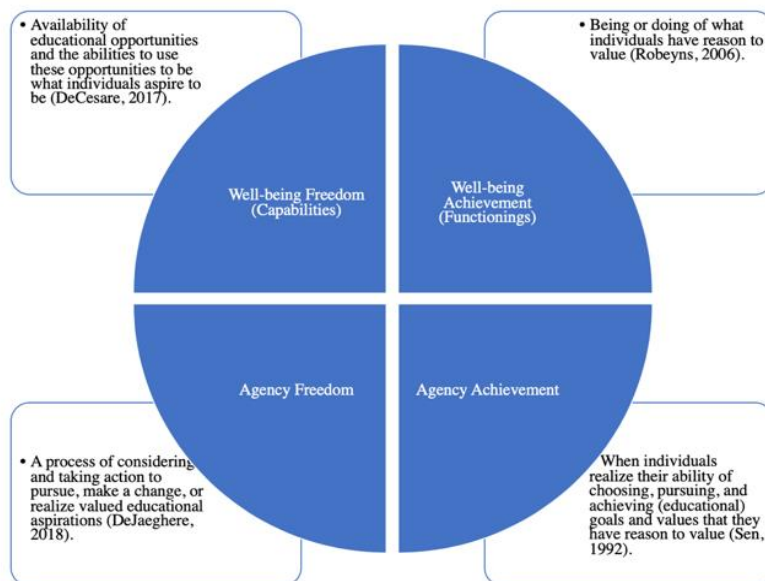 • Availability of
educational opportunities
and the abilities to use
these opportunities to be
what individuals aspire to
be (DeCesare, 2017).
• Being or doing of what
individuals have reason to
value (Robeyns, 2006).
Well-being Freedom
(Capabilities)
Well-being
Achievement
(Functionings)
Agency Freedom
Agency Achievement
• A process of considering
and taking action to
pursue, make a change, or
realize valued educational
aspirations (DeJaeghere,
2018).
When individuals
realize their ability of
choosing, pursuing, and
achieving (educational)
goals and values that they
have reason to value (Sen,
1992).